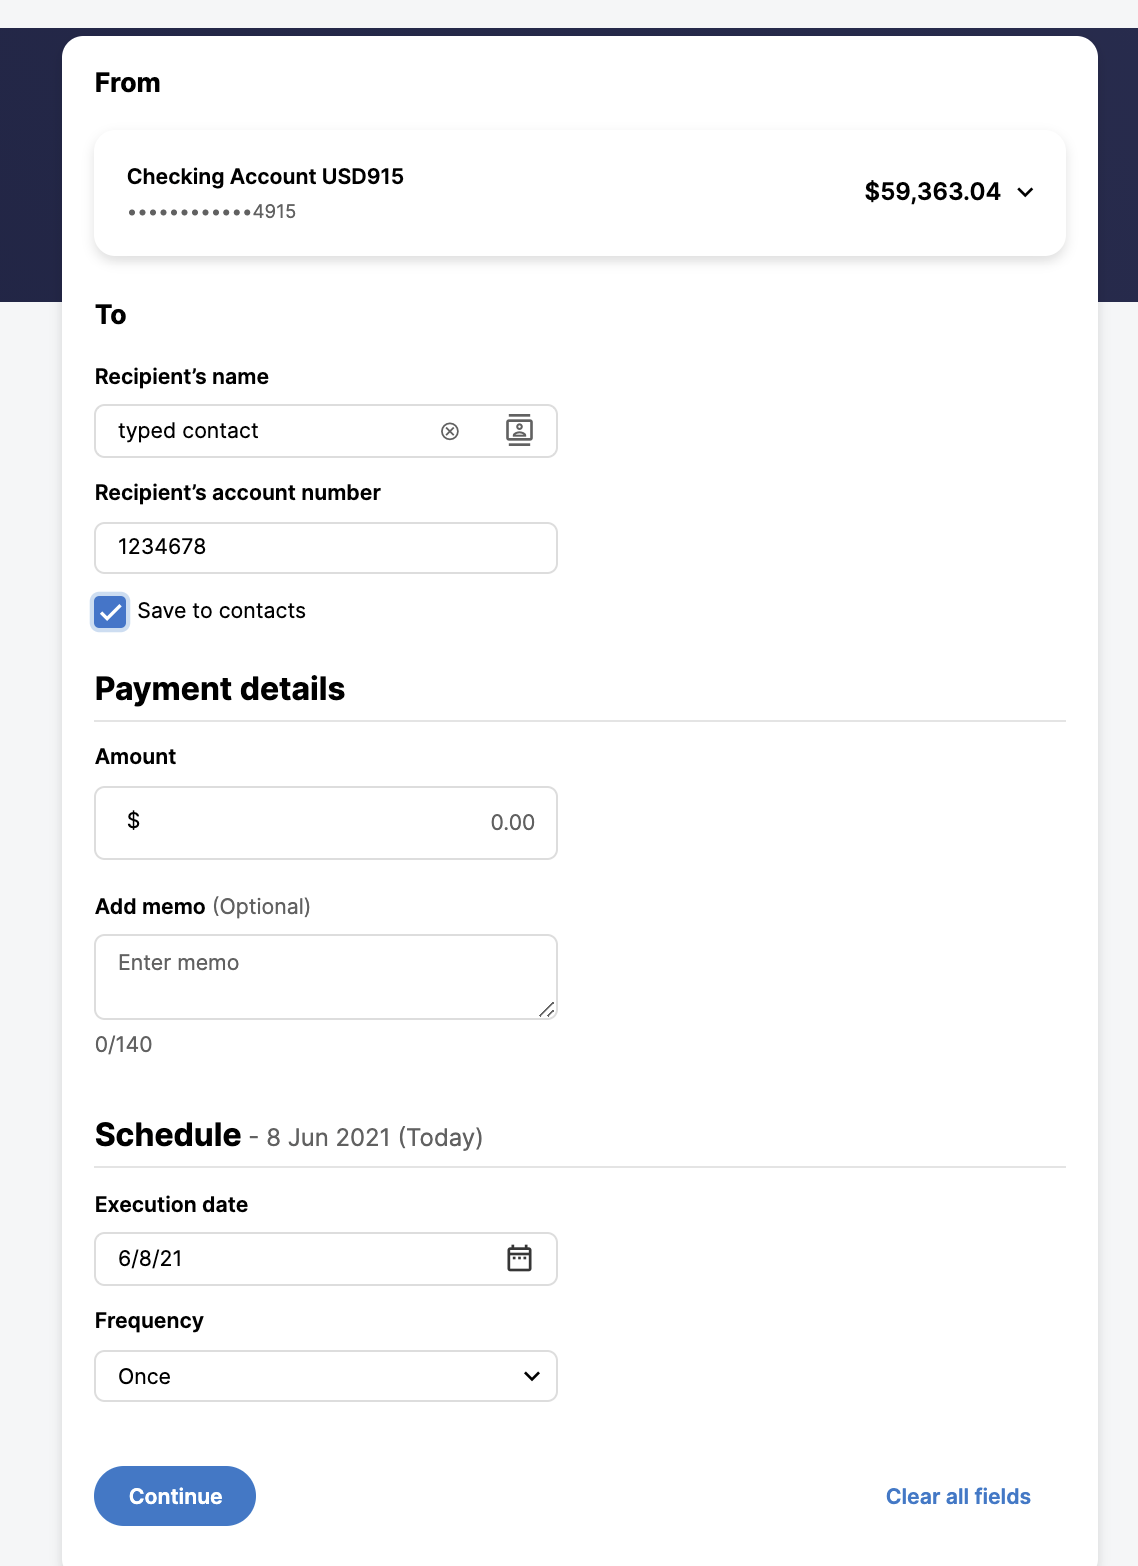 From
Checking Account USD915
••••••••••••4915
$59,363.04
To
Recipient’s name
typed contact
Recipient’s account number
1234678
Save to contacts
Payment details
Amount
$ 0.00
Add memo (Optional)
Enter memo
0/140
Schedule - 8 Jun 2021 (Today)
Execution date
6/8/21
Frequency
Once
Continue
Clear all fields